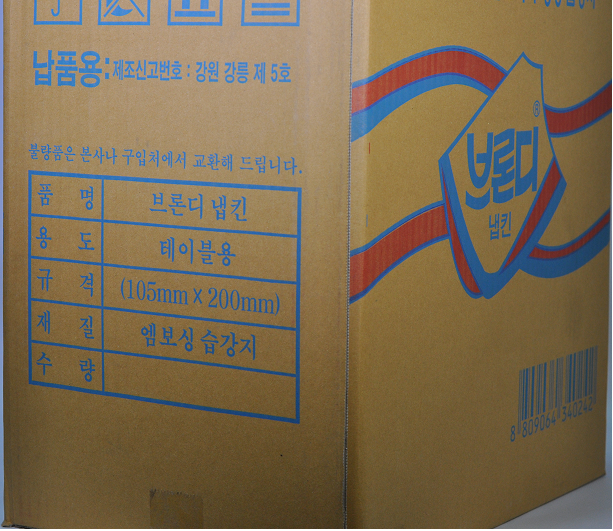 납품용: 제조신고번호 : 강원 강릉 제 5호
불량품은 본사나 구입처에서 교환해 드립니다.
품 명 브론디 냅킨
용 도 테이블용
규 격 (105mm x 200mm)
재 질 엠보싱 습강지
수 량
브론디
®
냅킨
8 809064 340242